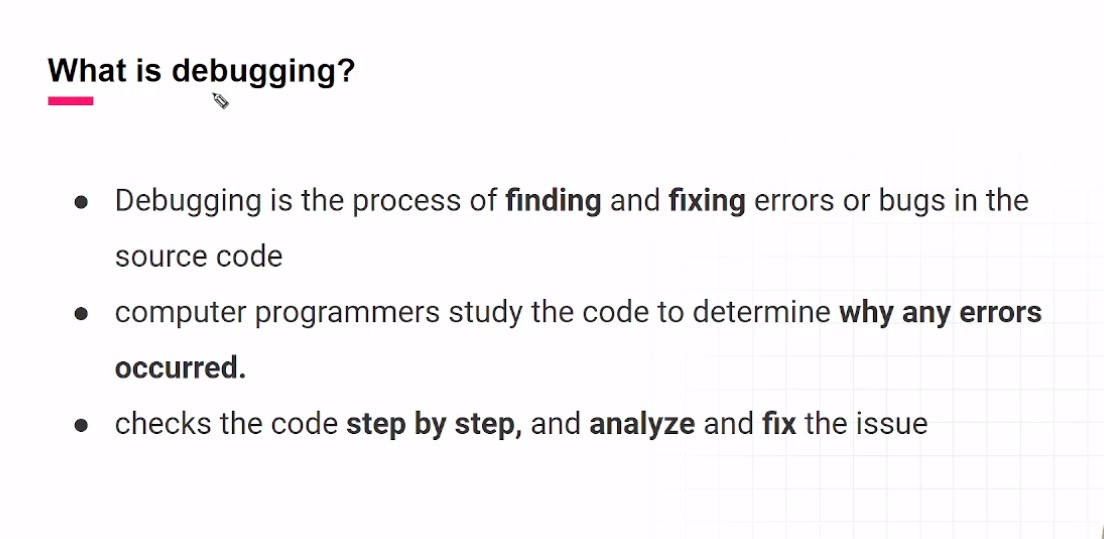 What is debugging?
● Debugging is the process of finding and fixing errors or bugs in the
source code
● computer programmers study the code to determine why any errors
occurred.
● checks the code step by step, and analyze and fix the issue